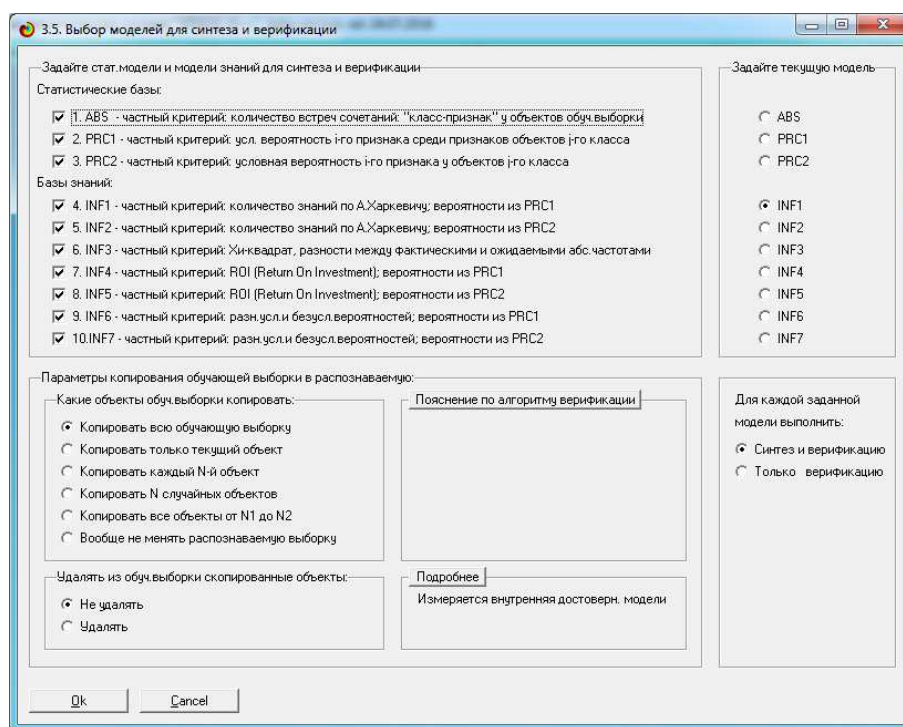 3.5. Выбор моделей для синтеза и верификации
Задайте стат.модели и модели знаний для синтеза и верификации
Статистические базы:
1. ABS - частный критерий: количество встреч сочетаний: "класс-признак" у объектов обуч.выборки
2. PRC1 - частный критерий: усл. вероятность i-го признака среди признаков объектов j-го класса
3. PRC2 - частный критерий: условная вероятность i-го признака у объектов j-го класса
Базы знаний:
4. INF1 - частный критерий: количество знаний по А.Харкевичу; вероятности из PRC1
5. INF2 - частный критерий: количество знаний по А.Харкевичу; вероятности из PRC2
6. INF3 - частный критерий: Хи-квадрат, разности между фактическими и ожидаемыми абс.частотами
7. INF4 - частный критерий: ROI (Return On Investment); вероятности из PRC1
8. INF5 - частный критерий: ROI (Return On Investment); вероятности из PRC2
9. INF6 - частный критерий: разн.усл.и безусл.вероятностей; вероятности из PRC1
10.INF7 - частный критерий: разн.усл.и безусл.вероятностей; вероятности из PRC2
Задайте текущую модель
ABS
PRC1
PRC2
INF1
INF2
INF3
INF4
INF5
INF6
INF7
Параметры копирования обучающей выборки в распознаваемую:
Какие объекты обуч.выборки копировать:
Копировать всю обучающую выборку
Копировать только текущий объект
Копировать каждый N-й объект
Копировать N случайных объектов
Копировать все объекты от N1 до N2
Вообще не менять распознаваемую выборку
Пояснение по алгоритму верификации
Удалять из обуч.выборки скопированные объекты:
Не удалять
Удалять
Подробнее
Измеряется внутренняя достоверн. модели
Для каждой заданной
модели выполнить:
Синтез и верификацию
Только верификацию
Ok
Cancel